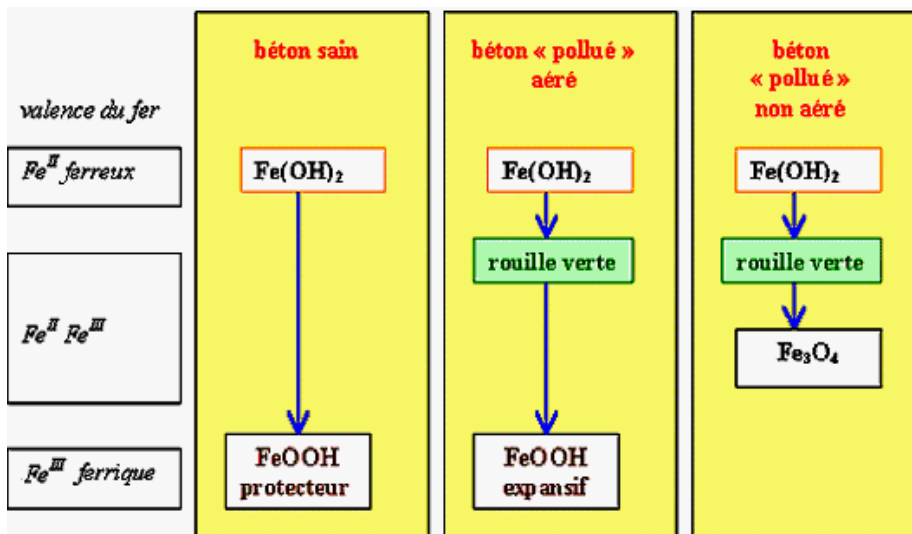 valence du fer
Fe^II ferreux
Fe^II Fe^III
Fe^III ferrique
béton sain
Fe(OH)₂
FeOOH
protecteur
béton « pollué »
aéré
Fe(OH)₂
rouille verte
FeOOH
expansif
béton
« pollué »
non aéré
Fe(OH)₂
rouille verte
Fe₃O₄